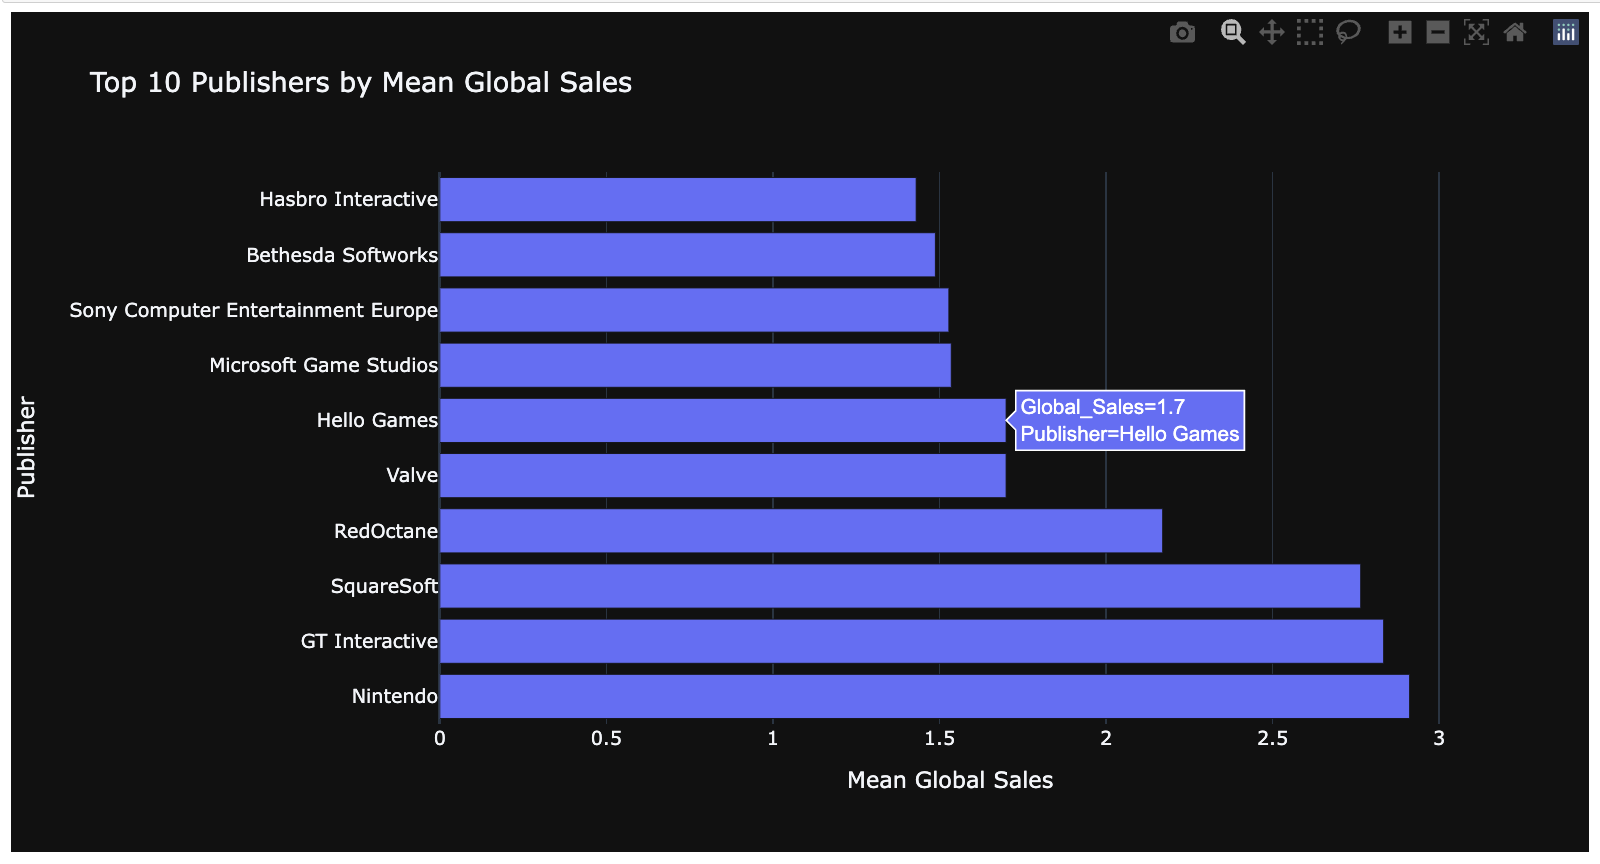 Top 10 Publishers by Mean Global Sales
Hasbro Interactive
Bethesda Softworks
Sony Computer Entertainment Europe
Microsoft Game Studios
Hello Games
Global_Sales=1.7
Publisher=Hello Games
Valve
RedOctane
SquareSoft
GT Interactive
Nintendo
Publisher
0 0.5 1 1.5 2 2.5 3
Mean Global Sales